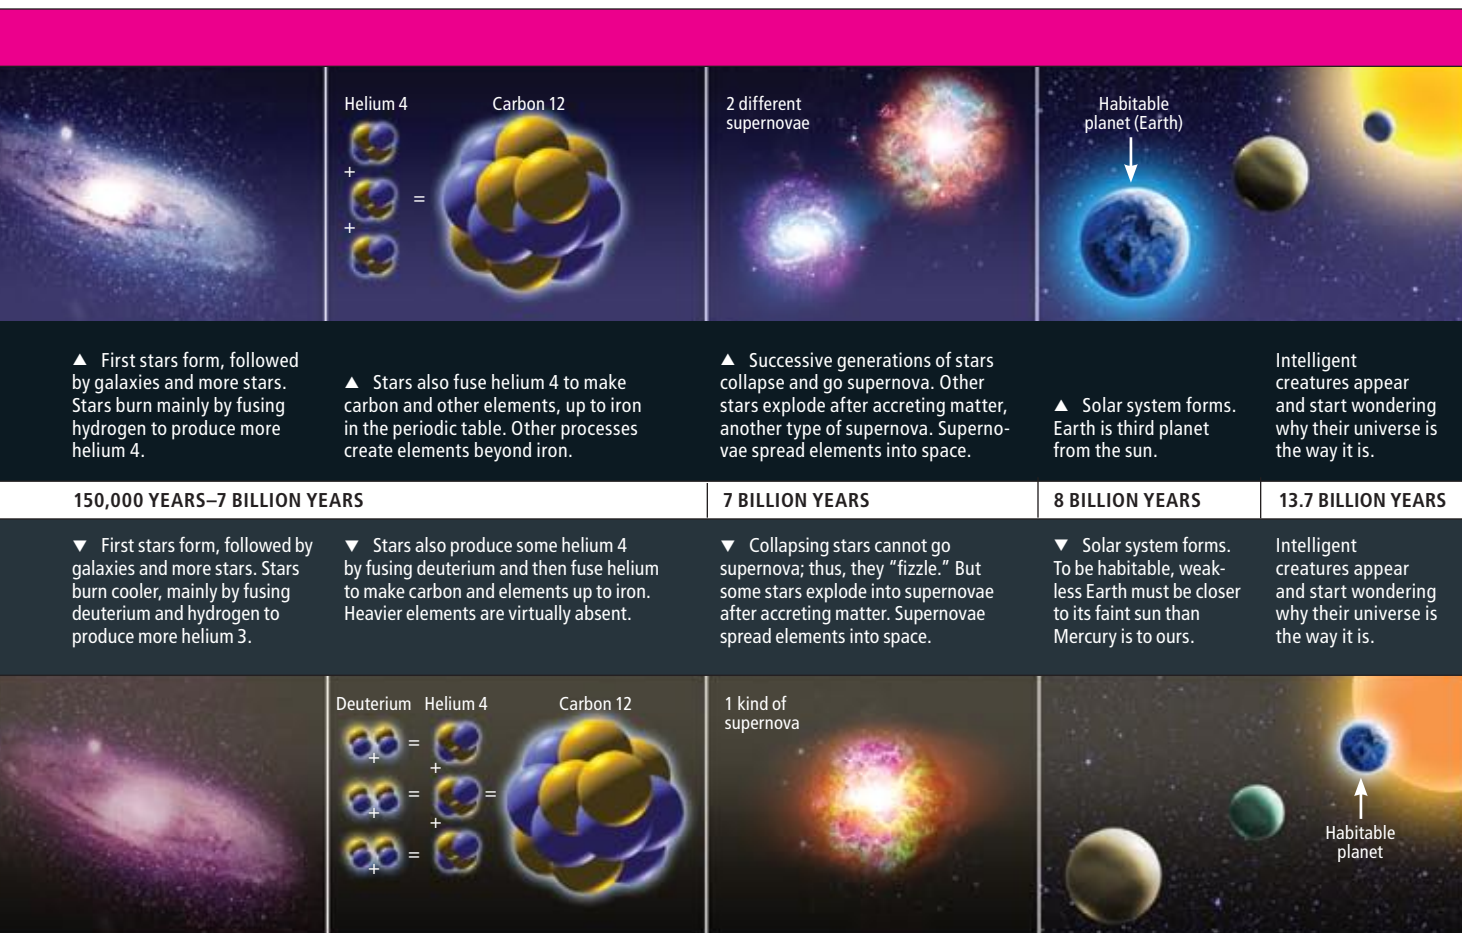 Helium 4
+
+
=
Carbon 12
2 different
supernovae
Habitable
planet (Earth)
▲ First stars form, followed
by galaxies and more stars.
Stars burn mainly by fusing
hydrogen to produce more
helium 4.
▲ Stars also fuse helium 4 to make
carbon and other elements, up to iron
in the periodic table. Other processes
create elements beyond iron.
▲ Successive generations of stars
collapse and go supernova. Other
stars explode after accreting matter,
another type of supernova. Superno-
vae spread elements into space.
▲ Solar system forms.
Earth is third planet
from the sun.
Intelligent
creatures appear
and start wondering
why their universe is
the way it is.
150,000 YEARS–7 BILLION YEARS
7 BILLION YEARS
8 BILLION YEARS
13.7 BILLION YEARS
▼ First stars form, followed by
galaxies and more stars. Stars
burn cooler, mainly by fusing
deuterium and hydrogen to
produce more helium 3.
▼ Stars also produce some helium 4
by fusing deuterium and then fuse helium
to make carbon and elements up to iron.
Heavier elements are virtually absent.
▼ Collapsing stars cannot go
supernova; thus, they “fizzle.” But
some stars explode into supernovae
after accreting matter. Supernovae
spread elements into space.
▼ Solar system forms.
To be habitable, weak-
less Earth must be closer
to its faint sun than
Mercury is to ours.
Intelligent
creatures appear
and start wondering
why their universe is
the way it is.
Deuterium Helium 4
+ =
+
+ = =
+
+ =
Carbon 12
1 kind of
supernova
Habitable
planet